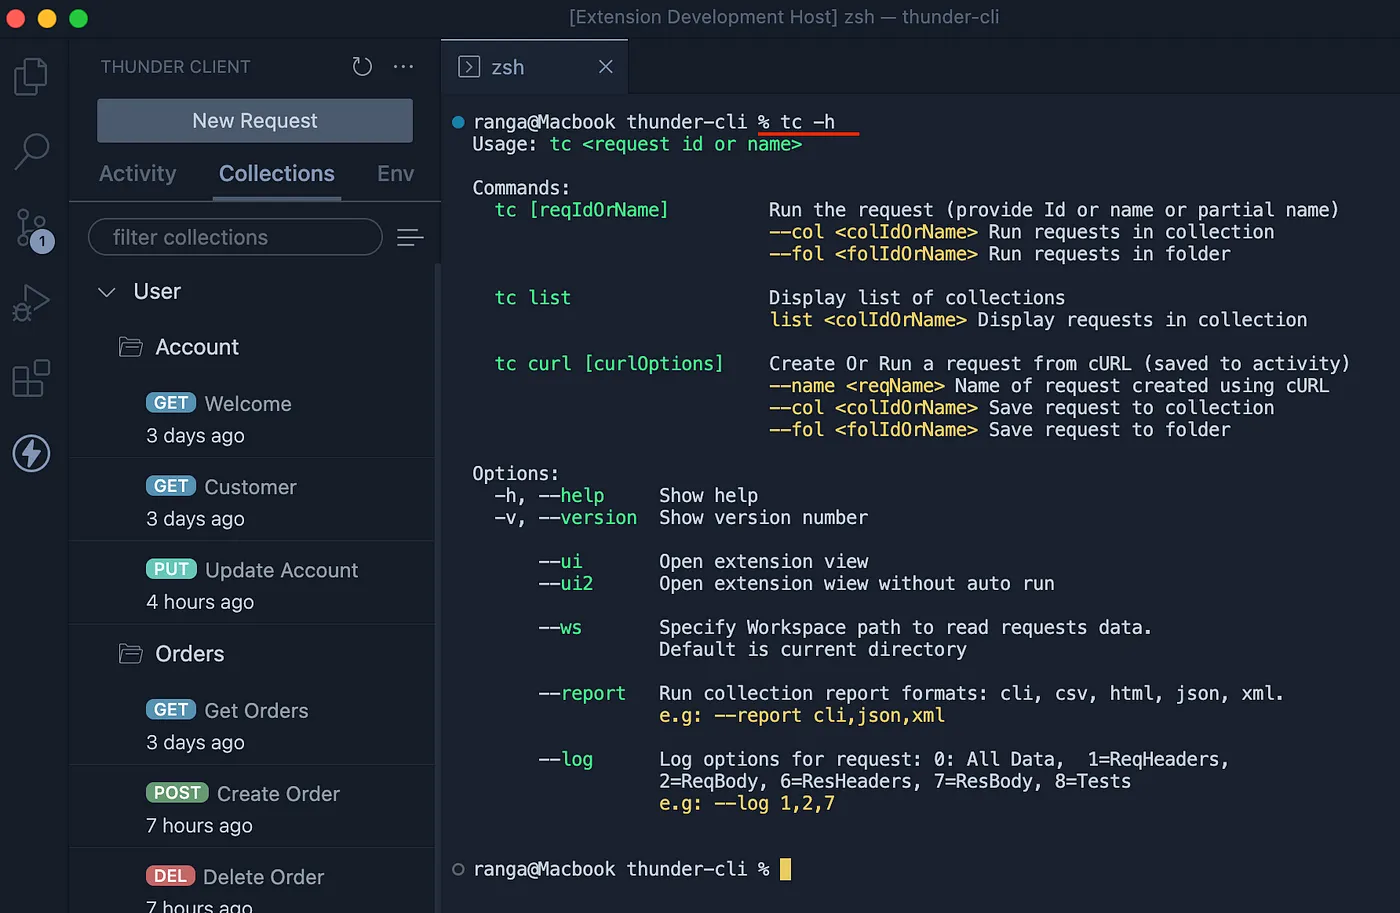 [Extension Development Host] zsh — thunder-cli
THUNDER CLIENT
New Request
Activity Collections Env
filter collections
1
User
Account
GET Welcome
3 days ago
GET Customer
3 days ago
PUT Update Account
4 hours ago
Orders
GET Get Orders
3 days ago
POST Create Order
7 hours ago
DEL Delete Order
7 hours ago
zsh
ranga@Macbook thunder-cli % tc -h
Usage: tc <request id or name>
Commands:
tc [reqIdOrName] Run the request (provide Id or name or partial name)
--col <colIdOrName> Run requests in collection
--fol <folIdOrName> Run requests in folder
tc list Display list of collections
list <colIdOrName> Display requests in collection
tc curl [curlOptions] Create Or Run a request from cURL (saved to activity)
--name <reqName> Name of request created using cURL
--col <colIdOrName> Save request to collection
--fol <folIdOrName> Save request to folder
Options:
-h, --help Show help
-v, --version Show version number
--ui Open extension view
--ui2 Open extension wiew without auto run
--ws Specify Workspace path to read requests data.
Default is current directory
--report Run collection report formats: cli, csv, html, json, xml.
e.g: --report cli,json,xml
--log Log options for request: 0: All Data, 1=ReqHeaders,
2=ReqBody, 6=ResHeaders, 7=ResBody, 8=Tests
e.g: --log 1,2,7
ranga@Macbook thunder-cli %